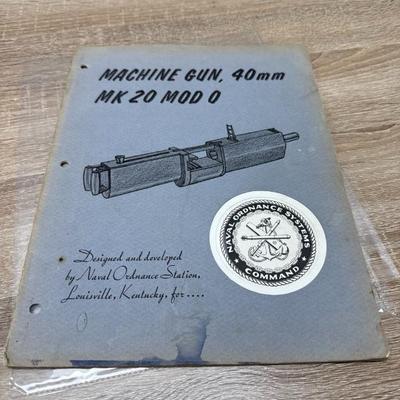 MACHINE GUN, 40mm
MK 20 MOD 0
NAVAL ORDNANCE SYSTEMS
COMMAND
Designed and developed
by Naval Ordnance Station,
Louisville, Kentucky, for....